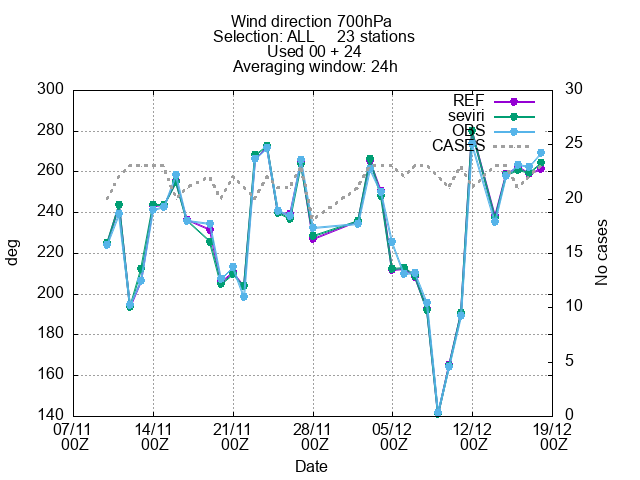 Wind direction 700hPa
Selection: ALL 23 stations
Used 00 + 24
Averaging window: 24h
300 30
REF
seviri
OBS
CASES
280 25
260
240 20
220 15
200 10
180
160 5
140 0
deg
No cases
07/11 14/11 21/11 28/11 05/12 12/12 19/12
00Z 00Z 00Z 00Z 00Z 00Z 00Z
Date